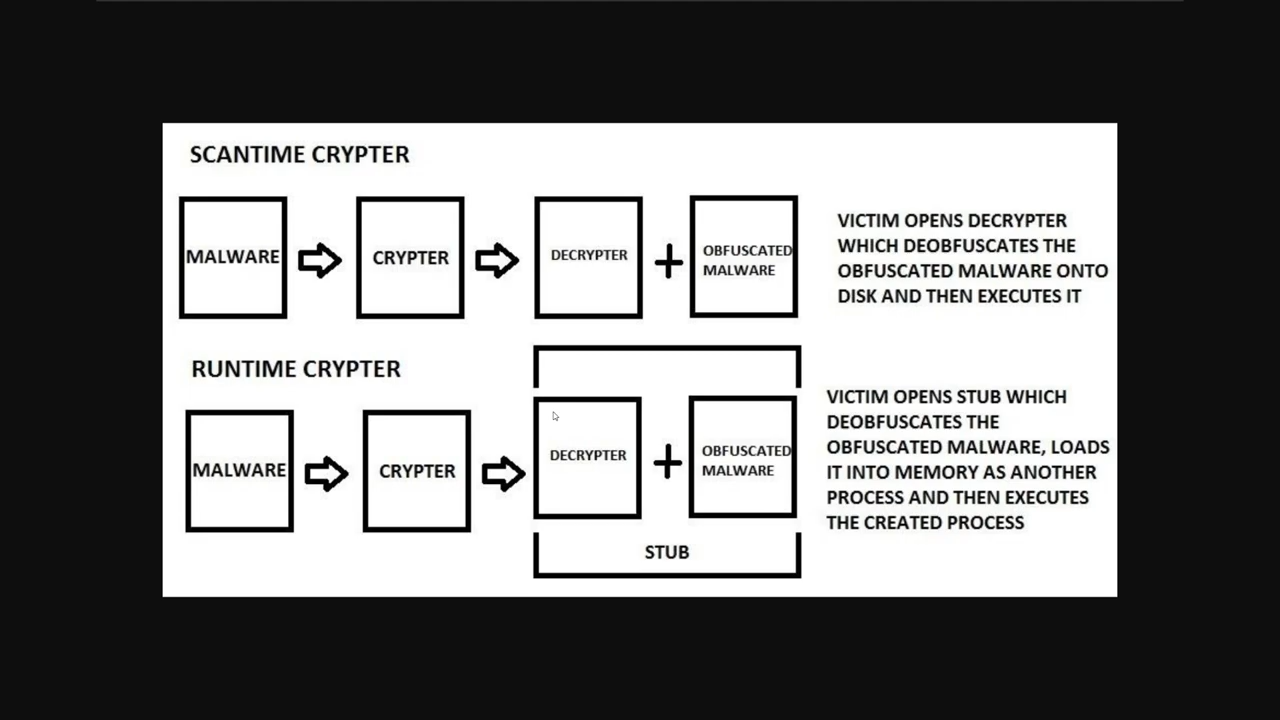 SCANTIME CRYPTER
MALWARE
CRYPTER
DECRYPTER
OBFUSCATED
MALWARE
VICTIM OPENS DECRYPTER
WHICH DEOBFUSCATES THE
OBFUSCATED MALWARE ONTO
DISK AND THEN EXECUTES IT
RUNTIME CRYPTER
MALWARE
CRYPTER
DECRYPTER
OBFUSCATED
MALWARE
STUB
VICTIM OPENS STUB WHICH
DEOBFUSCATES THE
OBFUSCATED MALWARE, LOADS
IT INTO MEMORY AS ANOTHER
PROCESS AND THEN EXECUTES
THE CREATED PROCESS